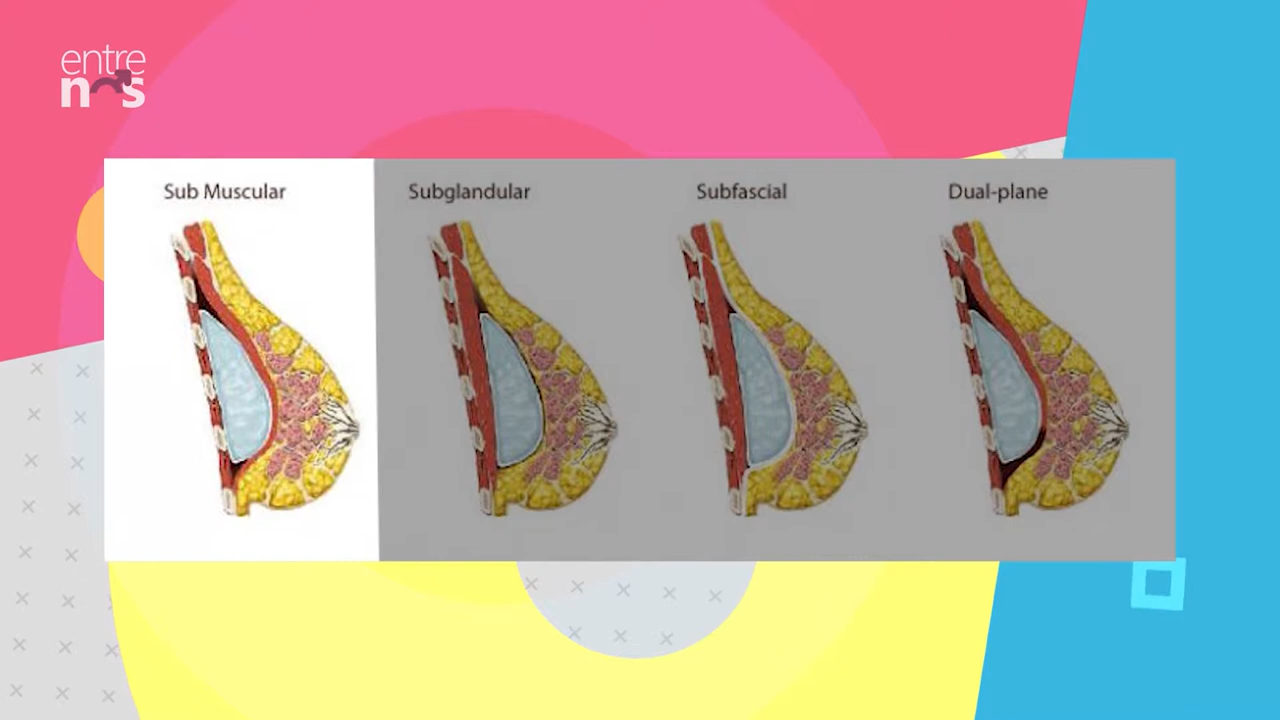 entre
nos
Sub Muscular
Subglandular
Subfascial
Dual-plane